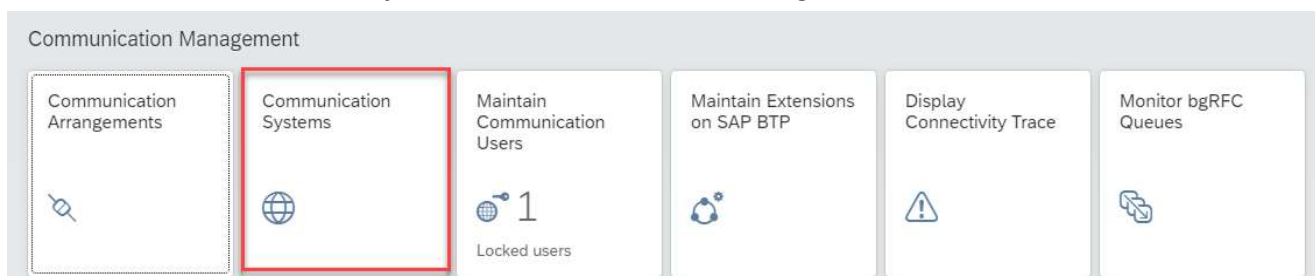 Communication Management
Communication
Arrangements
Communication
Systems
Maintain
Communication
Users
1
Locked users
Maintain Extensions
on SAP BTP
Display
Connectivity Trace
Monitor bgRFC
Queues